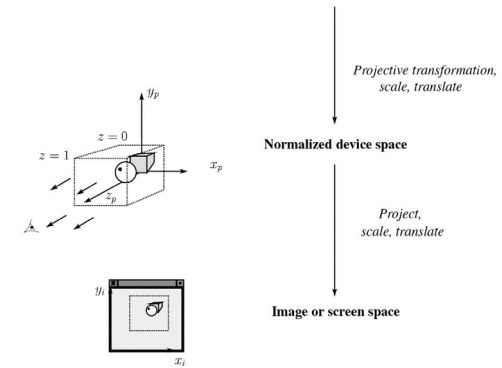 Projective transformation,
scale, translate
y_p
z = 0
z = 1
x_p
z_p
Normalized device space
Project,
scale, translate
y_i
x_i
Image or screen space